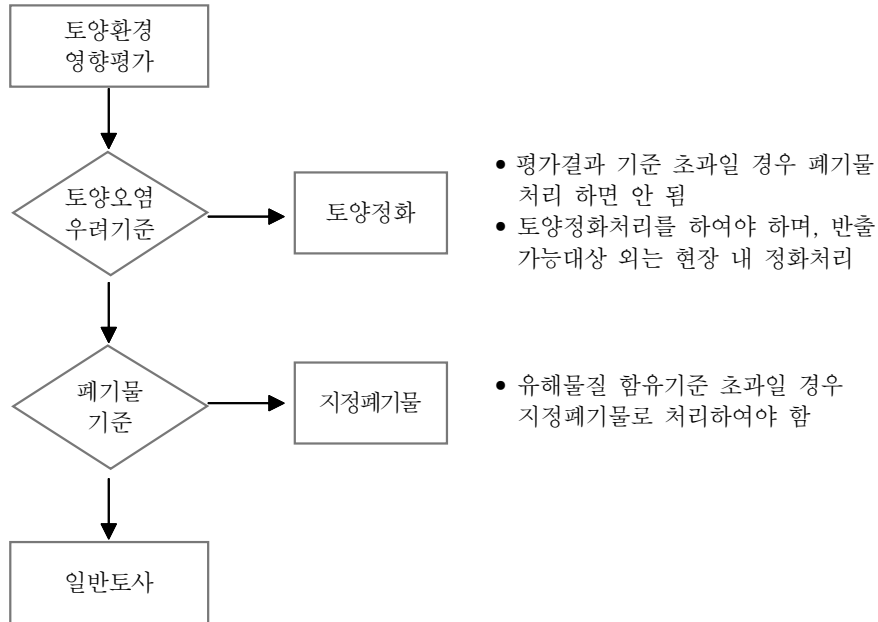 토양환경
영향평가
토양오염
우려기준
토양정화
• 평가결과 기준 초과일 경우 폐기물
처리 하면 안 됨
• 토양정화처리를 하여야 하며, 반출
가능대상 외는 현장 내 정화처리
폐기물
기준
지정폐기물
• 유해물질 함유기준 초과일 경우
지정폐기물로 처리하여야 함
일반토사